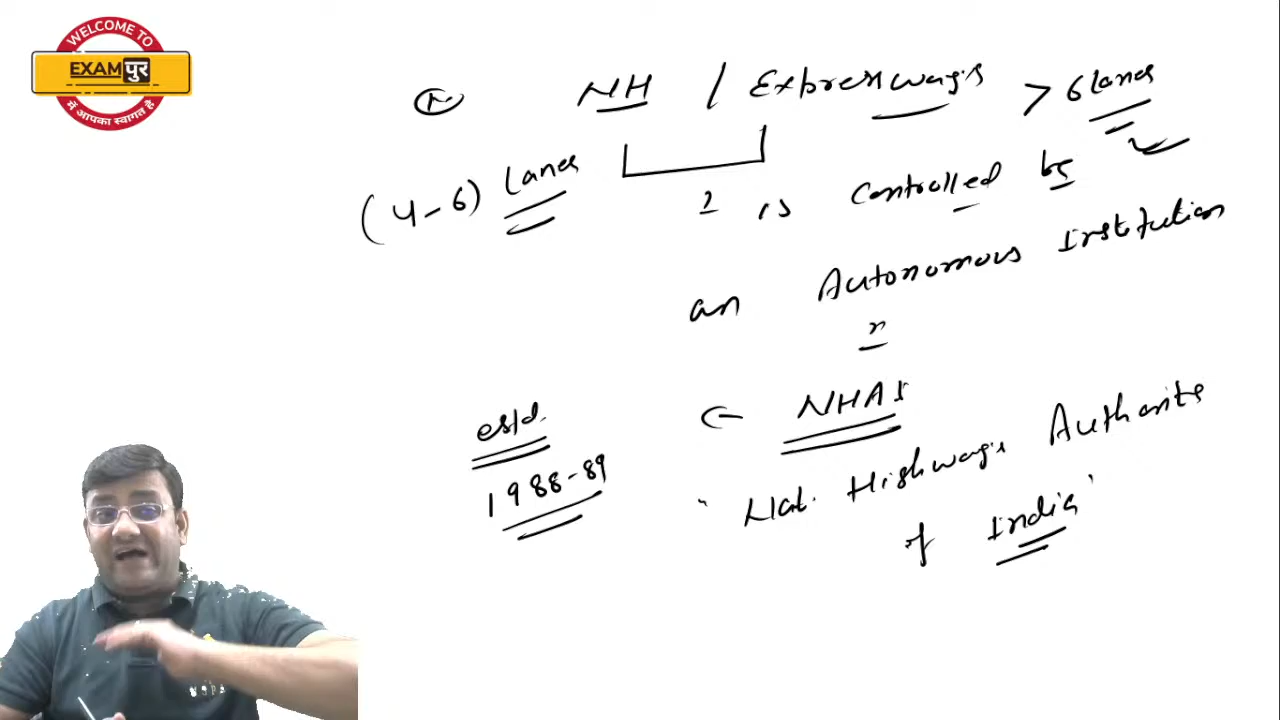 WELCOME TO
EXAMपुर
में आपका स्वागत है
NH / Expressways > 6 lanes
(4-6) Lanes
is controlled by
an Autonomous Institution
← NHAI
estd.
1988-89
"Nat. Highways Authority
of India"